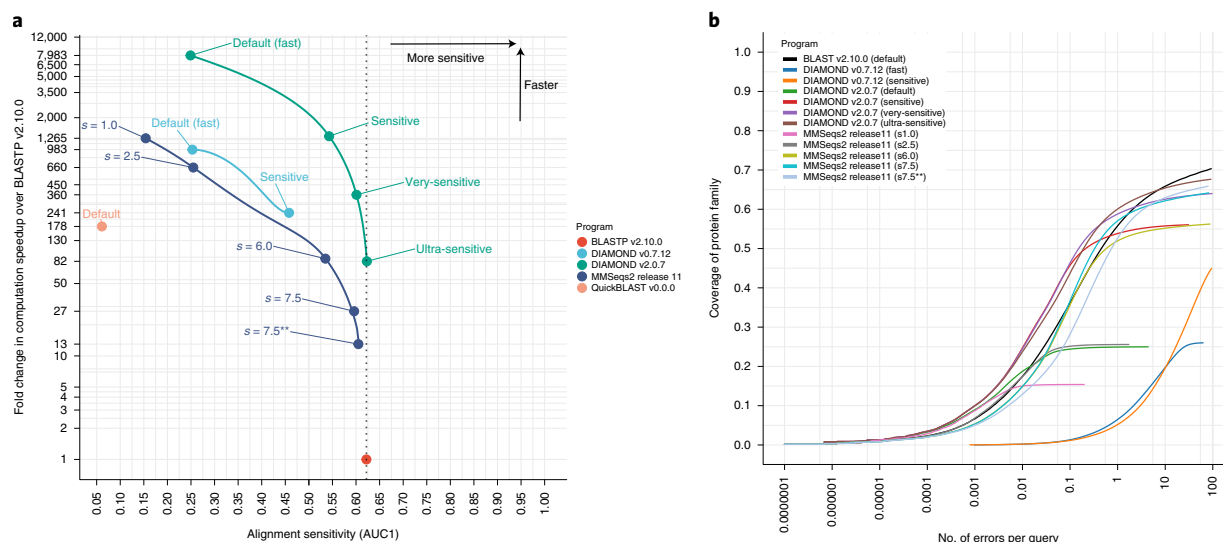 a
Fold change in computation speedup over BLASTP v2.10.0
12,000
7,983
6,500
5,000
3,500
2,000
1,265
983
660
450
360
241
178
130
82
50
27
13
10
5
4
3
2
1
Default (fast)
More sensitive
Faster
s = 1.0
Default (fast)
Sensitive
s = 2.5
Sensitive
Very-sensitive
Default
s = 6.0
Ultra-sensitive
s = 7.5
s = 7.5**
0.05
0.10
0.15
0.20
0.25
0.30
0.35
0.40
0.45
0.50
0.55
0.60
0.65
0.70
0.75
0.80
0.85
0.90
0.95
1.00
Alignment sensitivity (AUC1)
Program
BLASTP v2.10.0
DIAMOND v0.7.12
DIAMOND v2.0.7
MMSeqs2 release 11
QuickBLAST v0.0.0
b
Coverage of protein family
1.0
0.9
0.8
0.7
0.6
0.5
0.4
0.3
0.2
0.1
0.0
Program
BLAST v2.10.0 (default)
DIAMOND v0.7.12 (fast)
DIAMOND v0.7.12 (sensitive)
DIAMOND v2.0.7 (default)
DIAMOND v2.0.7 (sensitive)
DIAMOND v2.0.7 (very-sensitive)
DIAMOND v2.0.7 (ultra-sensitive)
MMSeqs2 release11 (s1.0)
MMSeqs2 release11 (s2.5)
MMSeqs2 release11 (s6.0)
MMSeqs2 release11 (s7.5)
MMSeqs2 release11 (s7.5**)
0.0000001
0.000001
0.00001
0.0001
0.001
0.01
0.1
1
10
100
No. of errors per query